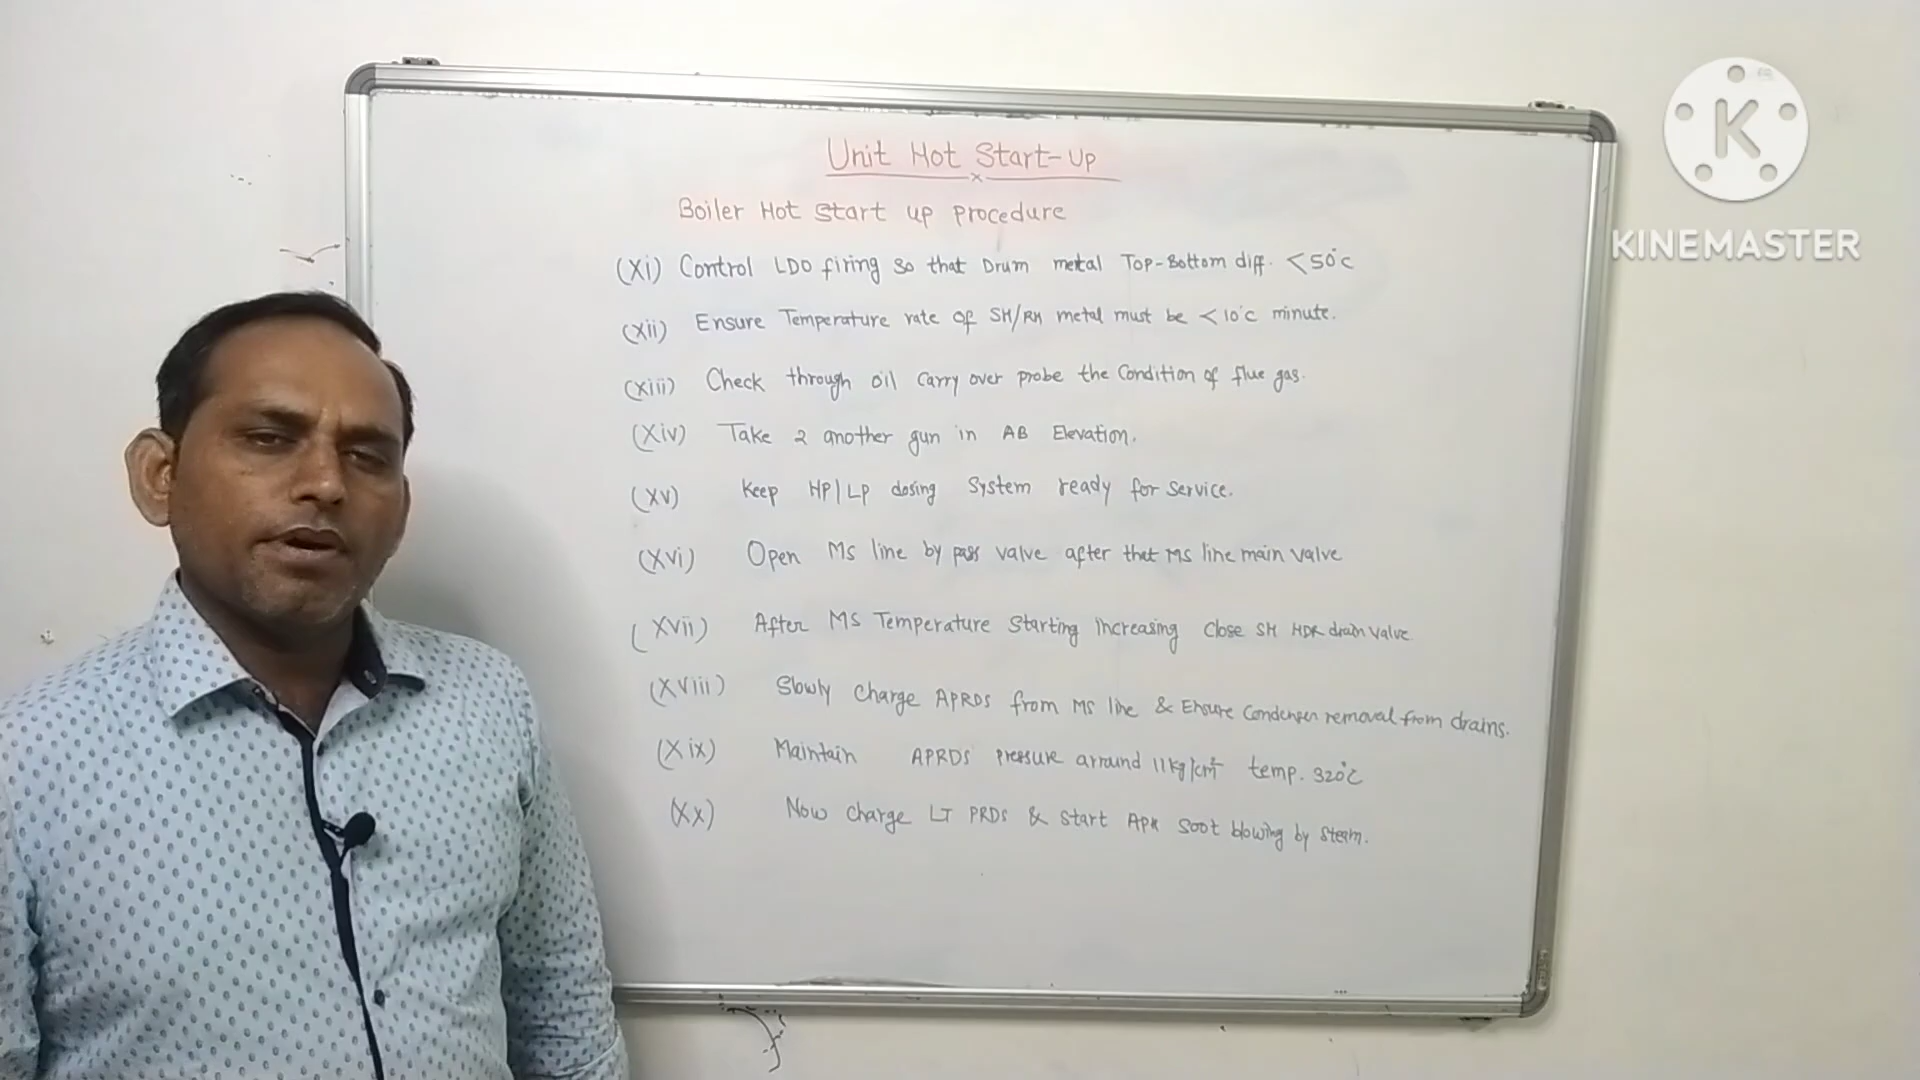 Unit Hot Start-Up
Boiler Hot Start up procedure
(xi) Control LDO firing so that Drum metal Top-Bottom diff. <50°c
(xii) Ensure Temperature rate of SH/RH metal must be <10°c minute.
(xiii) Check through oil carry over probe the Condition of flue gas.
(xiv) Take 2 another gun in AB Elevation.
(xv) Keep HP/LP dosing System ready for service.
(xvi) Open MS line by pass valve after that MS line main valve
(xvii) After MS Temperature Starting increasing close SH HDR drain valve
(xviii) Slowly charge APRDS from MS line & Ensure Condenser removal from drains.
(xix) Maintain APRDS pressure arround 11kg/cm² temp. 320°c
(xx) Now charge LT PRDS & start APH Soot blowing by steam.
K
KINEMASTER